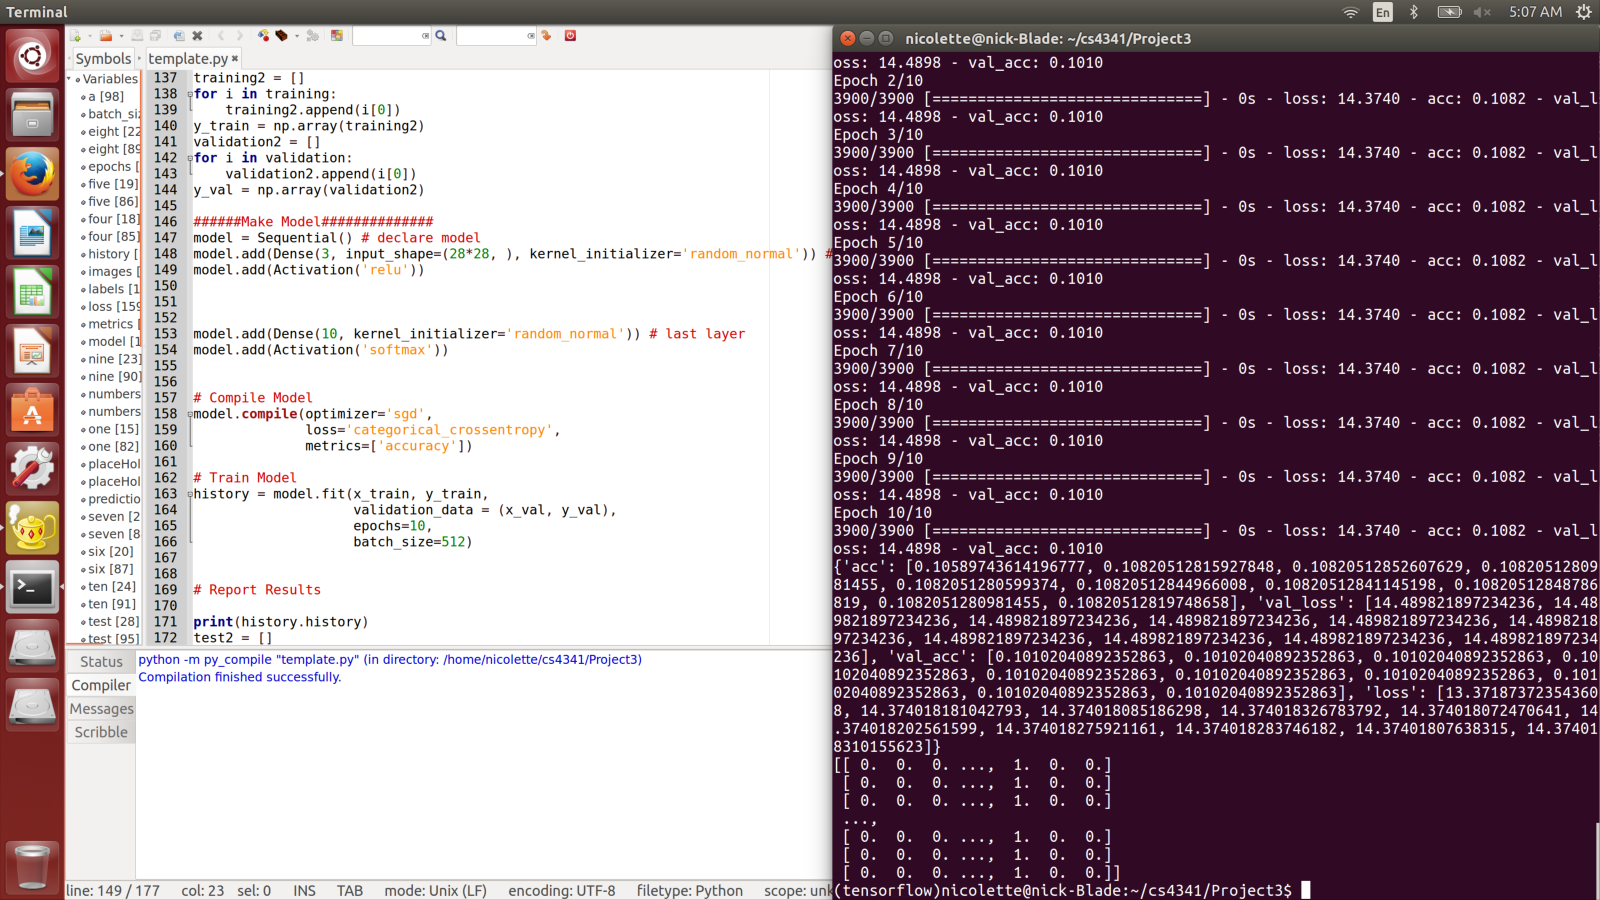 Terminal
En
5:07 AM
Symbols
template.py
Variables
a [98]
batch_si
eight [22
eight [89
epochs [
five [19]
five [86]
four [18]
four [85]
history [
images [
labels [1
loss [159
metrics [
model [1
nine [23]
nine [90]
numbers
numbers
one [15]
one [82]
placeHol
placeHol
predictio
seven [2
seven [8
six [20]
six [87]
ten [24]
ten [91]
test [28]
test [95]
137 training2 = []
138 for i in training:
139 training2.append(i[0])
140 y_train = np.array(training2)
141 validation2 = []
142 for i in validation:
143 validation2.append(i[0])
144 y_val = np.array(validation2)
145
146 ######Make Model##############
147 model = Sequential() # declare model
148 model.add(Dense(3, input_shape=(28*28, ), kernel_initializer='random_normal')) #
149 model.add(Activation('relu'))
150
151
152
153 model.add(Dense(10, kernel_initializer='random_normal')) # last layer
154 model.add(Activation('softmax'))
155
156
157 # Compile Model
158 model.compile(optimizer='sgd',
159 loss='categorical_crossentropy',
160 metrics=['accuracy'])
161
162 # Train Model
163 history = model.fit(x_train, y_train,
164 validation_data = (x_val, y_val),
165 epochs=10,
166 batch_size=512)
167
168
169 # Report Results
170
171 print(history.history)
172 test2 = []
Status
Compiler
Messages
Scribble
python -m py_compile "template.py" (in directory: /home/nicolette/cs4341/Project3)
Compilation finished successfully.
line: 149 / 177 col: 23 sel: 0 INS TAB mode: Unix (LF) encoding: UTF-8 filetype: Python scope: unk
nicolette@nick-Blade: ~/cs4341/Project3
oss: 14.4898 - val_acc: 0.1010
Epoch 2/10
3900/3900 [==============================] - 0s - loss: 14.3740 - acc: 0.1082 - val_l
oss: 14.4898 - val_acc: 0.1010
Epoch 3/10
3900/3900 [==============================] - 0s - loss: 14.3740 - acc: 0.1082 - val_l
oss: 14.4898 - val_acc: 0.1010
Epoch 4/10
3900/3900 [==============================] - 0s - loss: 14.3740 - acc: 0.1082 - val_l
oss: 14.4898 - val_acc: 0.1010
Epoch 5/10
3900/3900 [==============================] - 0s - loss: 14.3740 - acc: 0.1082 - val_l
oss: 14.4898 - val_acc: 0.1010
Epoch 6/10
3900/3900 [==============================] - 0s - loss: 14.3740 - acc: 0.1082 - val_l
oss: 14.4898 - val_acc: 0.1010
Epoch 7/10
3900/3900 [==============================] - 0s - loss: 14.3740 - acc: 0.1082 - val_l
oss: 14.4898 - val_acc: 0.1010
Epoch 8/10
3900/3900 [==============================] - 0s - loss: 14.3740 - acc: 0.1082 - val_l
oss: 14.4898 - val_acc: 0.1010
Epoch 9/10
3900/3900 [==============================] - 0s - loss: 14.3740 - acc: 0.1082 - val_l
oss: 14.4898 - val_acc: 0.1010
Epoch 10/10
3900/3900 [==============================] - 0s - loss: 14.3740 - acc: 0.1082 - val_l
oss: 14.4898 - val_acc: 0.1010
{'acc': [0.10589743614196777, 0.10820512815927848, 0.10820512852607629, 0.10820512809
81455, 0.10820512805​99374, 0.10820512844966008, 0.10820512841145198, 0.10820512848786
819, 0.1082051280981455, 0.10820512819748658], 'val_loss': [14.489821897234236, 14.48
9821897234236, 14.489821897234236, 14.489821897234236, 14.489821897234236, 14.4898218
97234236, 14.489821897234236, 14.489821897234236, 14.489821897234236, 14.489821897234
236], 'val_acc': [0.10102040892352863, 0.10102040892352863, 0.10102040892352863, 0.10
102040892352863, 0.10102040892352863, 0.10102040892352863, 0.10102040892352863, 0.101
02040892352863, 0.10102040892352863, 0.10102040892352863], 'loss': [13.37187372354360
8, 14.374018181042793, 14.374018085186298, 14.374018326783792, 14.374018072470641, 14
.374018202561599, 14.374018275921161, 14.374018283746182, 14.37401807638315, 14.37401
8310155623]}
[[ 0. 0. 0. ..., 1. 0. 0.]
[ 0. 0. 0. ..., 1. 0. 0.]
[ 0. 0. 0. ..., 1. 0. 0.]
...,
[ 0. 0. 0. ..., 1. 0. 0.]
[ 0. 0. 0. ..., 1. 0. 0.]
[ 0. 0. 0. ..., 1. 0. 0.]]
(tensorflow)nicolette@nick-Blade:~/cs4341/Project3$